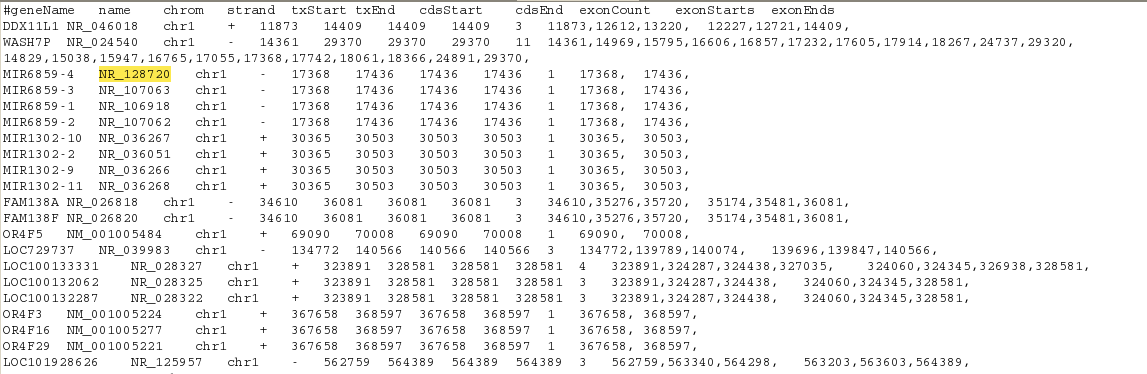 #geneName name chrom strand txStart txEnd cdsStart cdsEnd exonCount exonStarts exonEnds
DDX11L1 NR_046018 chr1 + 11873 14409 14409 14409 3 11873,12612,13220, 12227,12721,14409,
WASH7P NR_024540 chr1 - 14361 29370 29370 29370 11 14361,14969,15795,16606,16857,17232,17605,17914,18267,24737,29320,
14829,15038,15947,16765,17055,17368,17742,18061,18366,24891,29370,
MIR6859-4 NR_128720 chr1 - 17368 17436 17436 17436 1 17368, 17436,
MIR6859-3 NR_107063 chr1 - 17368 17436 17436 17436 1 17368, 17436,
MIR6859-1 NR_106918 chr1 - 17368 17436 17436 17436 1 17368, 17436,
MIR6859-2 NR_107062 chr1 - 17368 17436 17436 17436 1 17368, 17436,
MIR1302-10 NR_036267 chr1 + 30365 30503 30503 30503 1 30365, 30503,
MIR1302-2 NR_036051 chr1 + 30365 30503 30503 30503 1 30365, 30503,
MIR1302-9 NR_036266 chr1 + 30365 30503 30503 30503 1 30365, 30503,
MIR1302-11 NR_036268 chr1 + 30365 30503 30503 30503 1 30365, 30503,
FAM138A NR_026818 chr1 - 34610 36081 36081 36081 3 34610,35276,35720, 35174,35481,36081,
FAM138F NR_026820 chr1 - 34610 36081 36081 36081 3 34610,35276,35720, 35174,35481,36081,
OR4F5 NM_001005484 chr1 + 69090 70008 69090 70008 1 69090, 70008,
LOC729737 NR_039983 chr1 - 134772 140566 140566 140566 3 134772,139789,140074, 139696,139847,140566,
LOC100133331 NR_028327 chr1 + 323891 328581 328581 328581 4 323891,324287,324438,327035, 324060,324345,326938,328581,
LOC100132062 NR_028325 chr1 + 323891 328581 328581 328581 3 323891,324287,324438, 324060,324345,328581,
LOC100132287 NR_028322 chr1 + 323891 328581 328581 328581 3 323891,324287,324438, 324060,324345,328581,
OR4F3 NM_001005224 chr1 + 367658 368597 367658 368597 1 367658, 368597,
OR4F16 NM_001005277 chr1 + 367658 368597 367658 368597 1 367658, 368597,
OR4F29 NM_001005221 chr1 + 367658 368597 367658 368597 1 367658, 368597,
LOC101928626 NR_125957 chr1 - 562759 564389 564389 564389 3 562759,563340,564298, 563203,563603,564389,